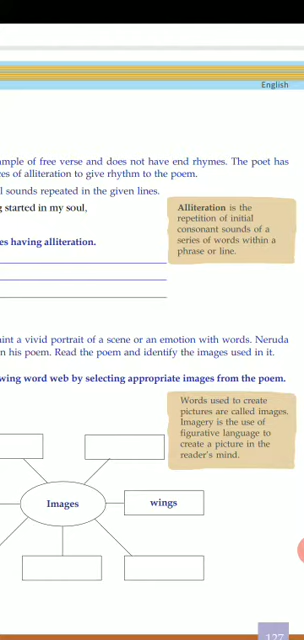 English
ample of free verse and does not have end rhymes. The poet has
ces of alliteration to give rhythm to the poem.
l sounds repeated in the given lines.
g started in my soul,
es having alliteration.
Alliteration is the
repetition of initial
consonant sounds of a
series of words within a
phrase or line.
aint a vivid portrait of a scene or an emotion with words. Neruda
n his poem. Read the poem and identify the images used in it.
wing word web by selecting appropriate images from the poem.
Words used to create
pictures are called images.
Imagery is the use of
figurative language to
create a picture in the
reader's mind.
Images
wings
127